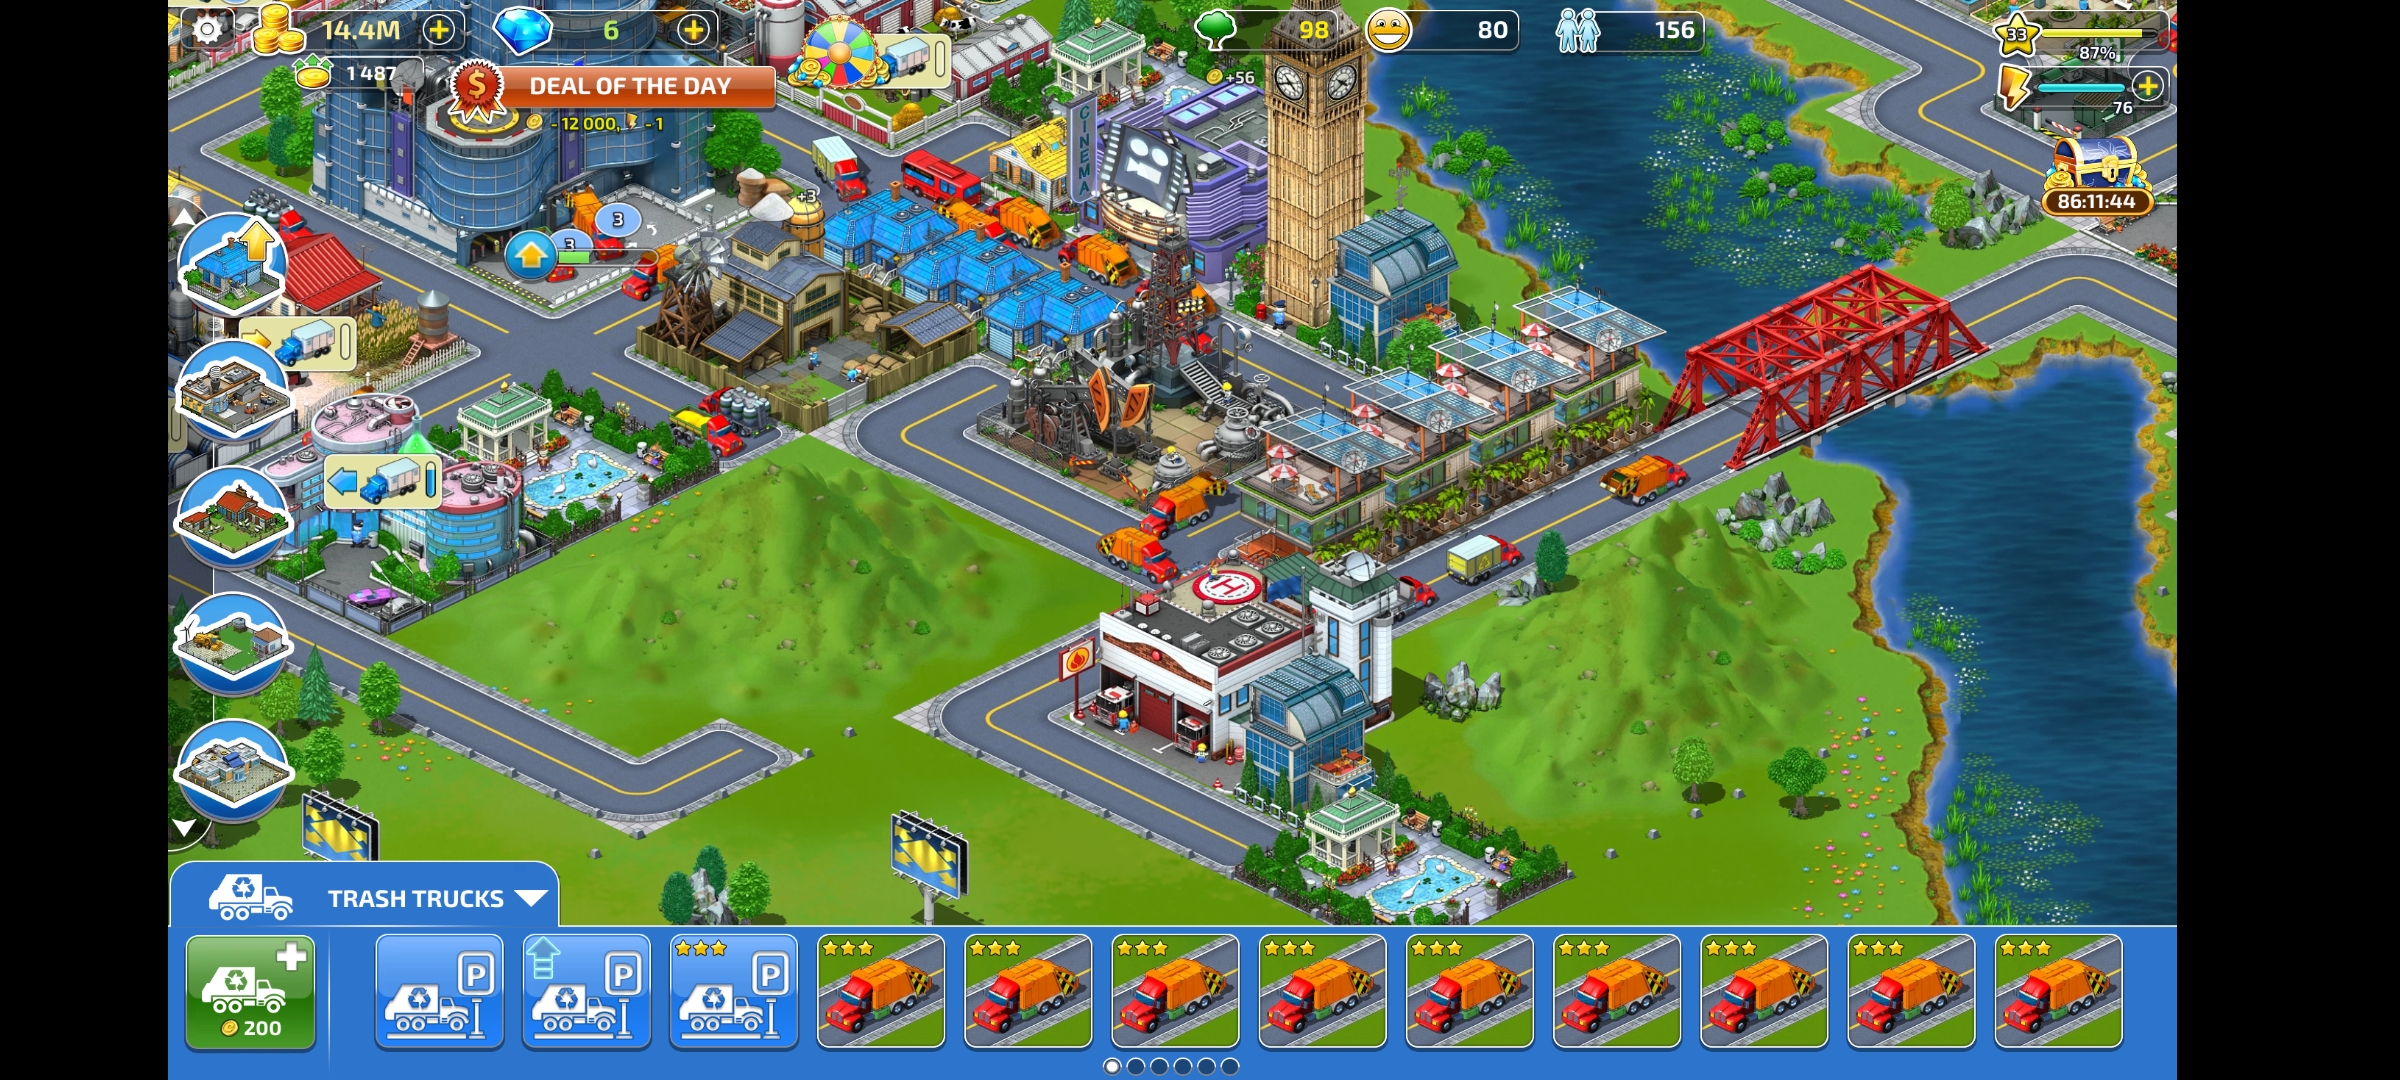 14.4M
6
98
80
156
33
87%
1 487
DEAL OF THE DAY
+56
76
- 12 000, - 1
CINEMA
86:11:44
+3
3
3
P
H
TRASH TRUCKS
P
P
P
200